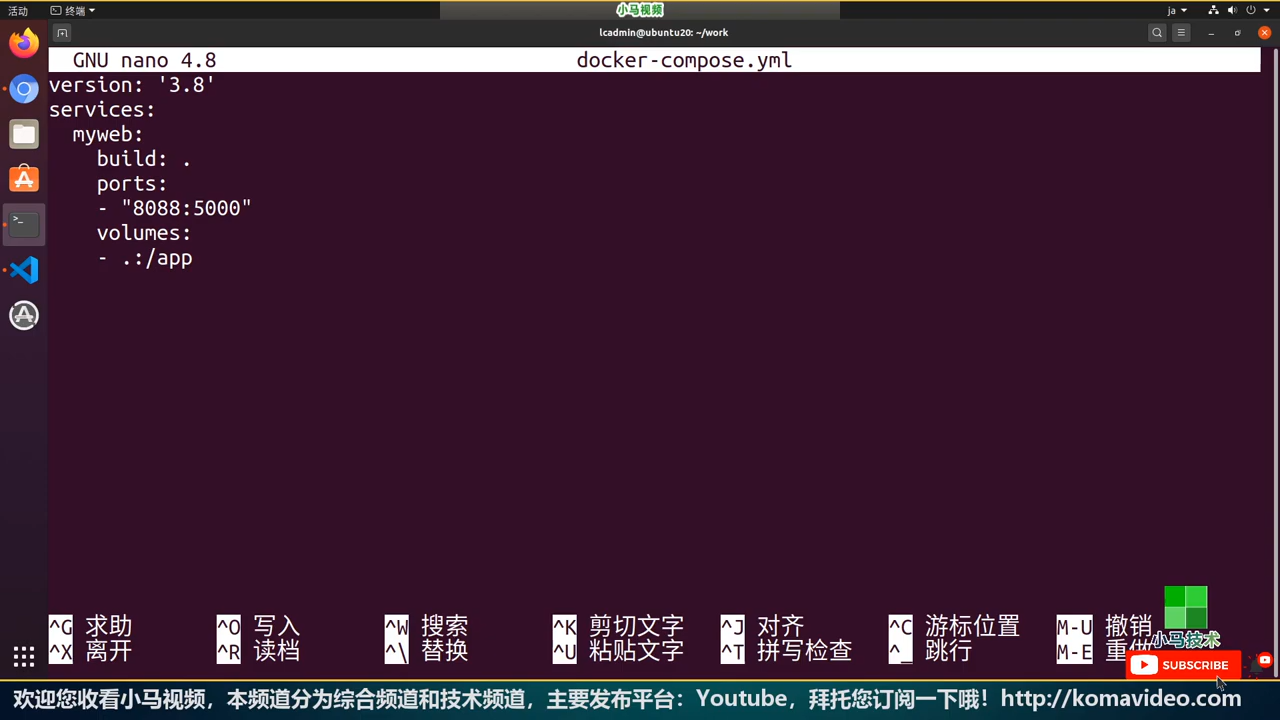 活动
终端
小马视频
ja
lcadmin@ubuntu20: ~/work
GNU nano 4.8 docker-compose.yml
version: '3.8'
services:
  myweb:
    build: .
    ports:
    - "8088:5000"
    volumes:
    - .:/app
^G 求助 ^O 写入 ^W 搜索 ^K 剪切文字 ^J 对齐 ^C 游标位置 M-U 撤销
^X 离开 ^R 读档 ^\ 替换 ^U 粘贴文字 ^T 拼写检查 ^_ 跳行 M-E 重做
小马技术
SUBSCRIBE
欢迎您收看小马视频，本频道分为综合频道和技术频道，主要发布平台：Youtube，拜托您订阅一下哦！http://komavideo.com